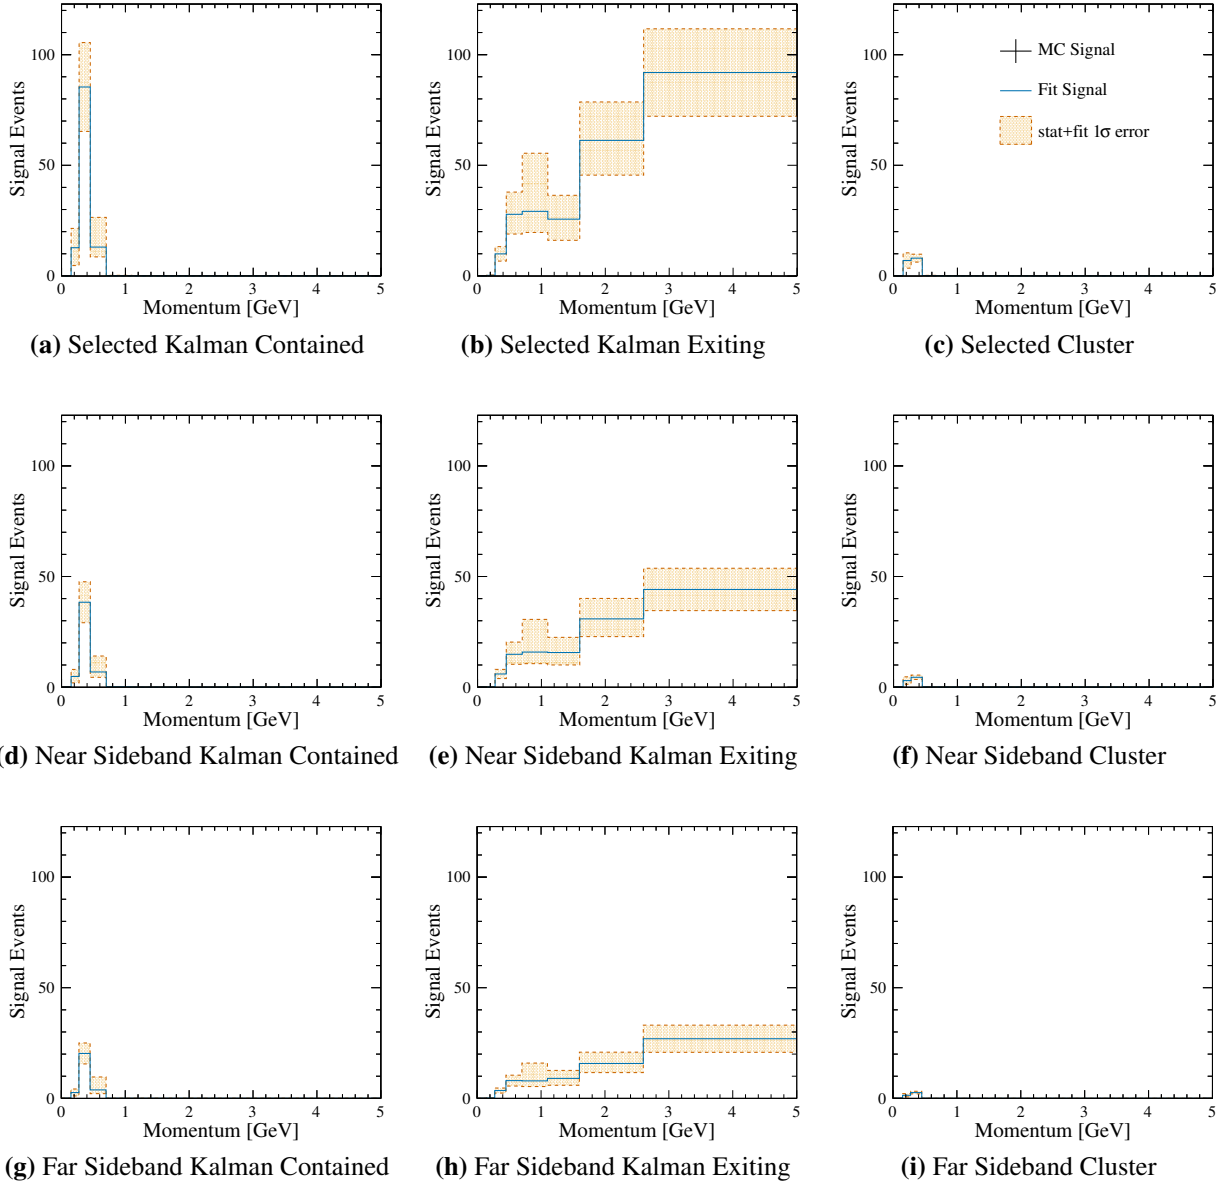 100
50
0
Signal Events
0 1 2 3 4 5
Momentum [GeV]
(a) Selected Kalman Contained
100
50
0
Signal Events
0 1 2 3 4 5
Momentum [GeV]
(b) Selected Kalman Exiting
100
50
0
Signal Events
MC Signal
Fit Signal
stat+fit 1σ error
0 1 2 3 4 5
Momentum [GeV]
(c) Selected Cluster
100
50
0
Signal Events
0 1 2 3 4 5
Momentum [GeV]
(d) Near Sideband Kalman Contained
100
50
0
Signal Events
0 1 2 3 4 5
Momentum [GeV]
(e) Near Sideband Kalman Exiting
100
50
0
Signal Events
0 1 2 3 4 5
Momentum [GeV]
(f) Near Sideband Cluster
100
50
0
Signal Events
0 1 2 3 4 5
Momentum [GeV]
(g) Far Sideband Kalman Contained
100
50
0
Signal Events
0 1 2 3 4 5
Momentum [GeV]
(h) Far Sideband Kalman Exiting
100
50
0
Signal Events
0 1 2 3 4 5
Momentum [GeV]
(i) Far Sideband Cluster